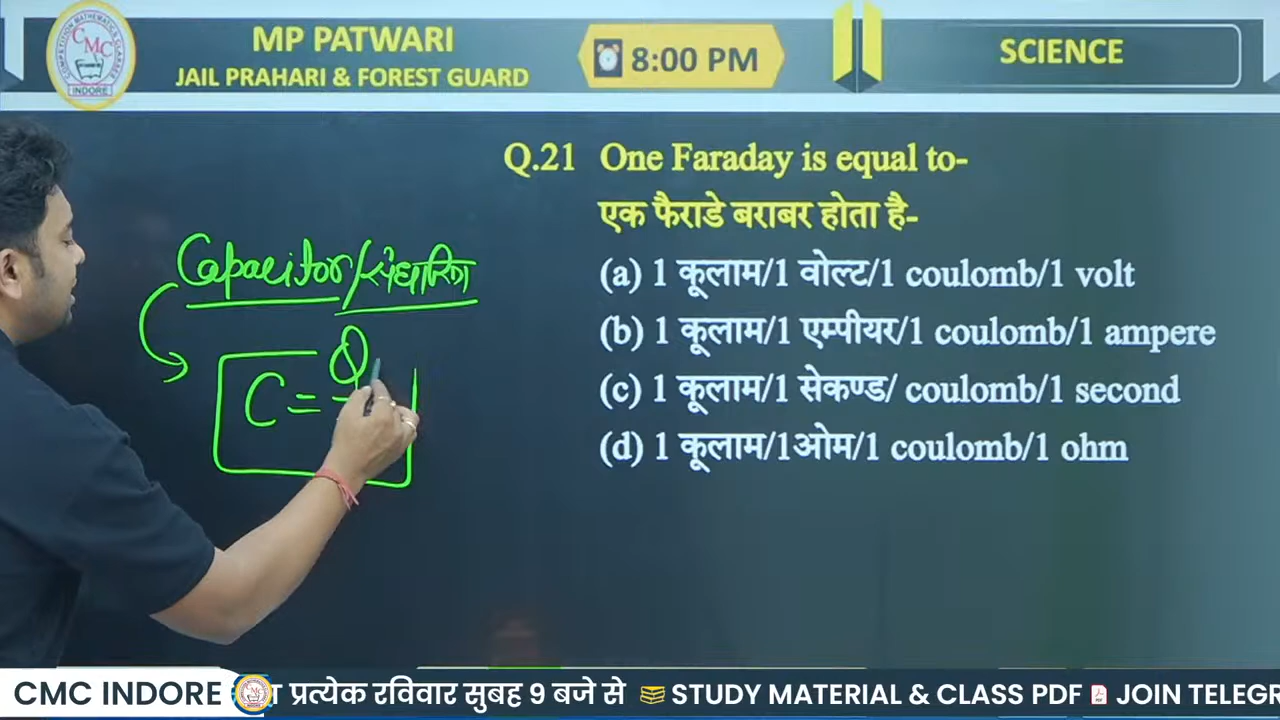 MP PATWARI
JAIL PRAHARI & FOREST GUARD
8:00 PM
SCIENCE
COMPETITION MATHEMATICS CLASSES
CMC
INDORE
Q.21 One Faraday is equal to-
एक फैराडे बराबर होता है-
(a) 1 कूलाम/1 वोल्ट/1 coulomb/1 volt
(b) 1 कूलाम/1 एम्पीयर/1 coulomb/1 ampere
(c) 1 कूलाम/1 सेकण्ड/ coulomb/1 second
(d) 1 कूलाम/1ओम/1 coulomb/1 ohm
Capacitor/संधारित्र
C = Q
CMC INDORE
प्रत्येक रविवार सुबह 9 बजे से STUDY MATERIAL & CLASS PDF JOIN TELEGR